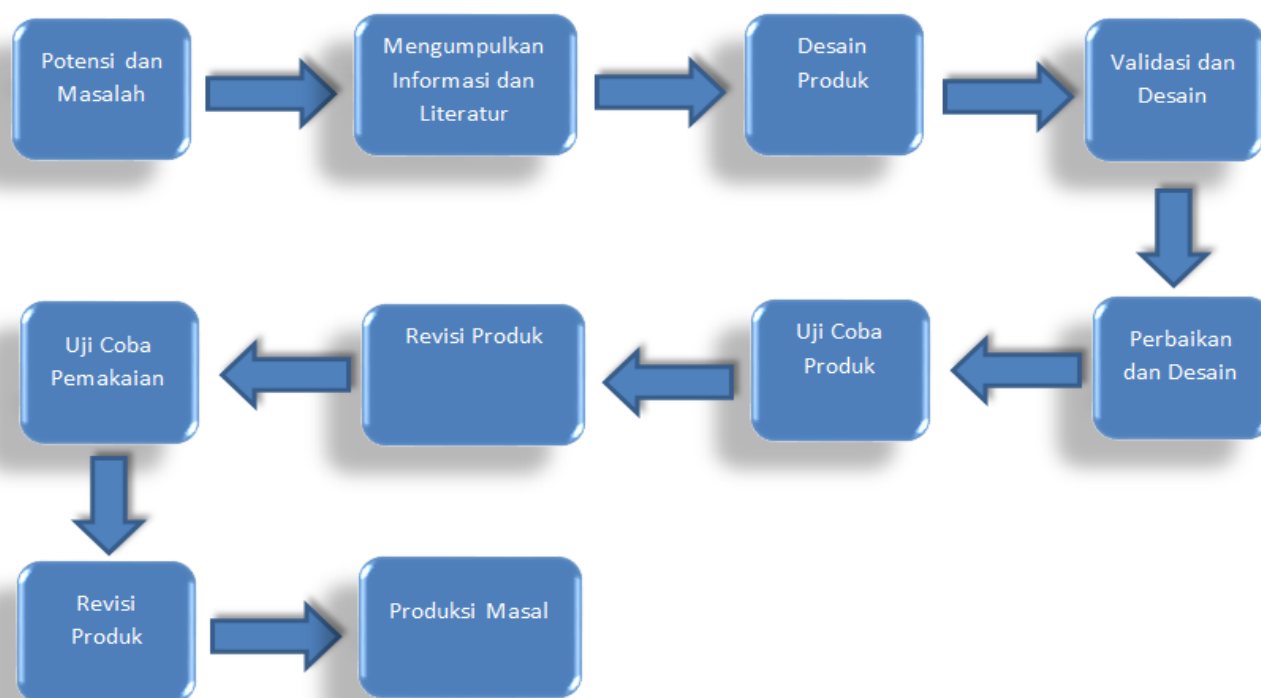 Potensi dan
Masalah
Mengumpulkan
Informasi dan
Literatur
Desain
Produk
Validasi dan
Desain
Perbaikan
dan Desain
Uji Coba
Produk
Revisi Produk
Uji Coba
Pemakaian
Revisi
Produk
Produksi Masal